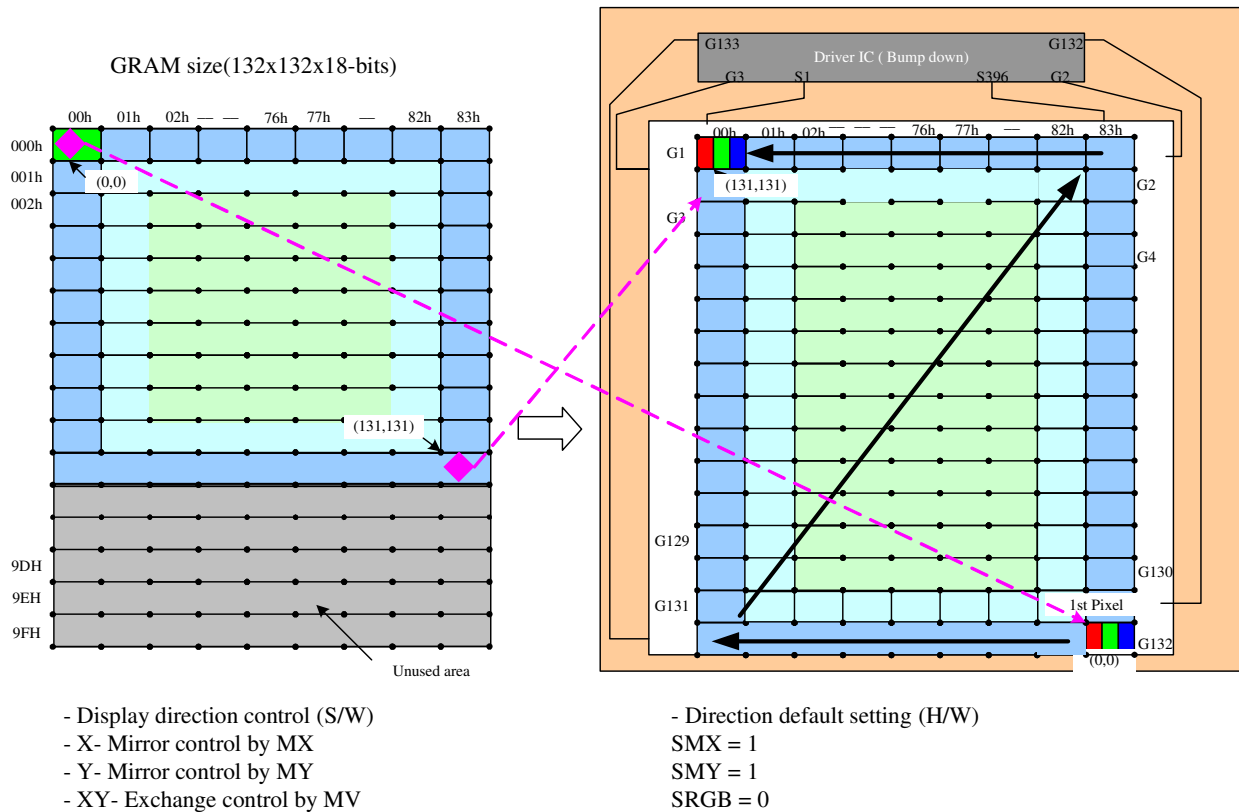 GRAM size(132x132x18-bits)
00h 01h 02h — — 76h 77h — 82h 83h
000h
001h
002h
(0,0)
(131,131)
9DH
9EH
9FH
Unused area
- Display direction control (S/W)
- X- Mirror control by MX
- Y- Mirror control by MY
- XY- Exchange control by MV
G133 Driver IC ( Bump down) G132
G3 S1 S396 G2
00h 01h 02h — — — 76h 77h — 82h 83h
G1
(131,131)
G2
G3
G4
G129
G130
G131
1st Pixel
G132
(0,0)
- Direction default setting (H/W)
SMX = 1
SMY = 1
SRGB = 0